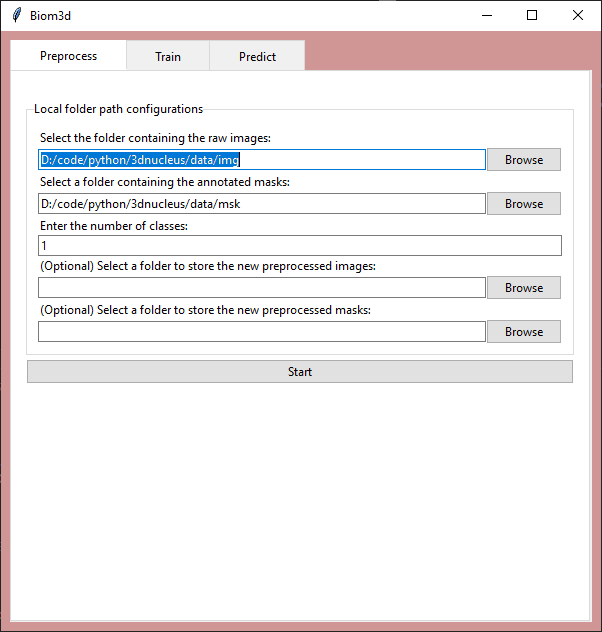 Biom3d
Preprocess Train Predict
Local folder path configurations
Select the folder containing the raw images:
D:/code/python/3dnucleus/data/img Browse
Select a folder containing the annotated masks:
D:/code/python/3dnucleus/data/msk Browse
Enter the number of classes:
1
(Optional) Select a folder to store the new preprocessed images:
Browse
(Optional) Select a folder to store the new preprocessed masks:
Browse
Start